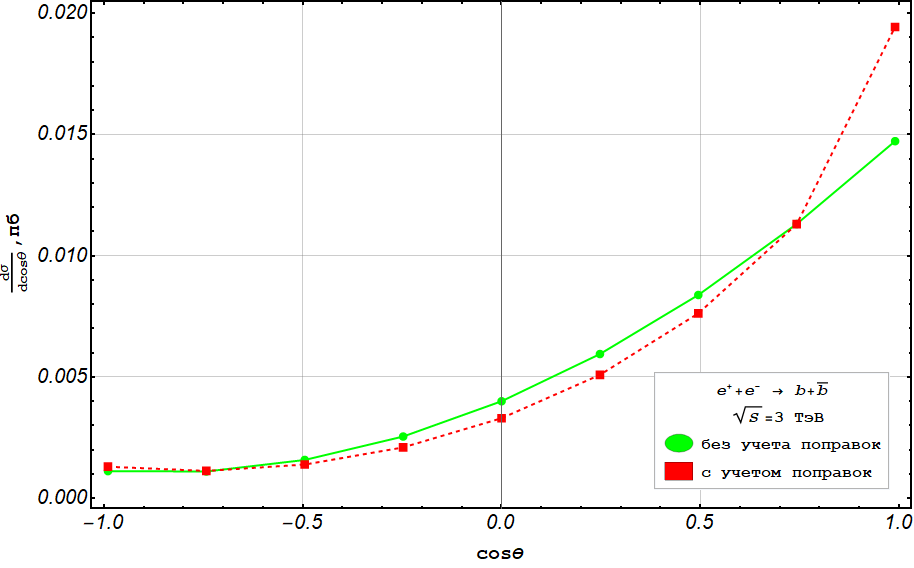 0.020
0.015
0.010
0.005
0.000
dσ/dcosθ, пб
−1.0 −0.5 0.0 0.5 1.0
cosθ
e⁺+e⁻ → b+b̅
√s=3 ТэВ
без учета поправок
с учетом поправок